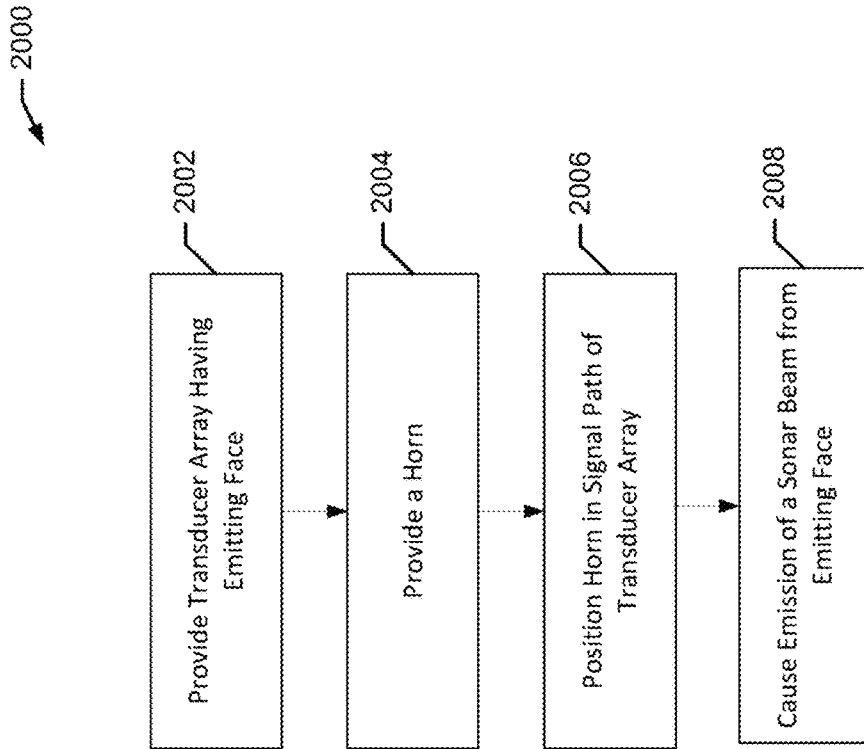 2000
2002
Provide Transducer Array Having
Emitting Face
2004
Provide a Horn
2006
Position Horn in Signal Path of
Transducer Array
2008
Cause Emission of a Sonar Beam from
Emitting Face